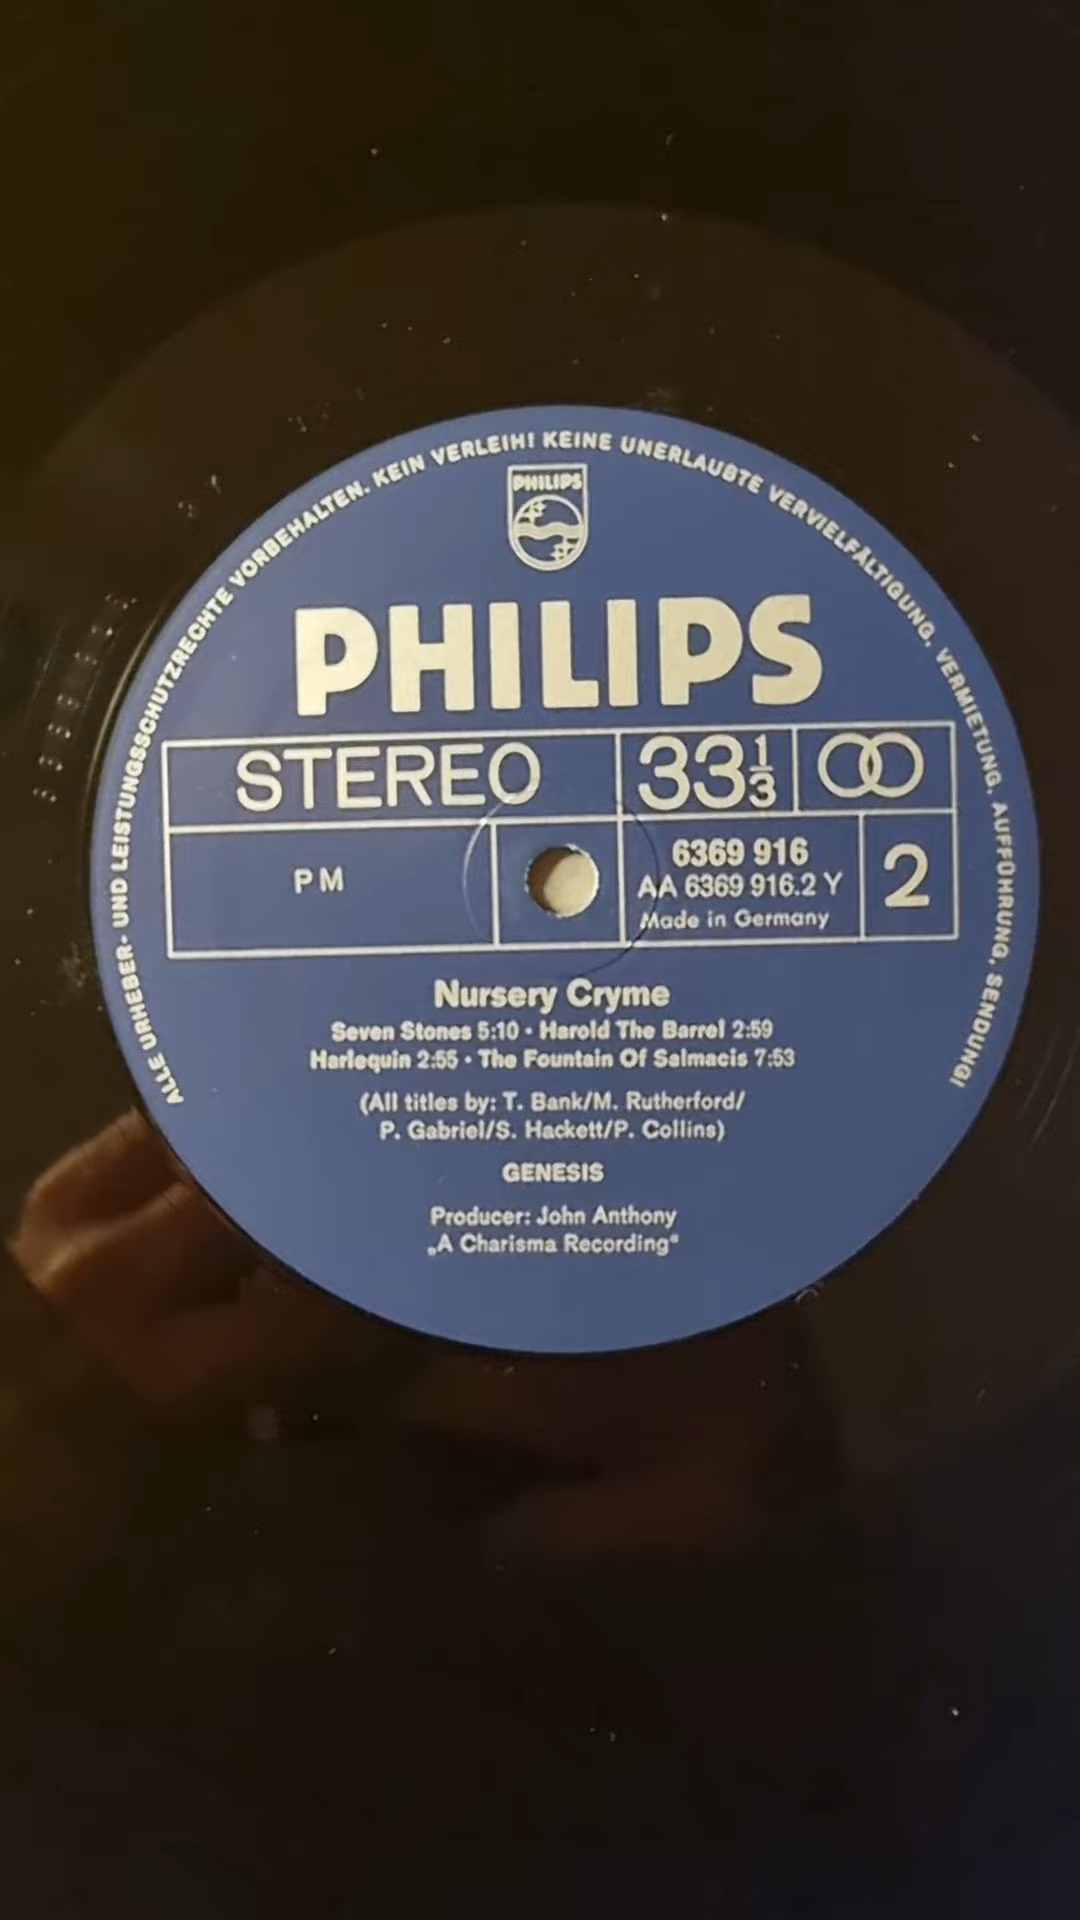 ALLE URHEBER- UND LEISTUNGSSCHUTZRECHTE VORBEHALTEN. KEIN VERLEIH! KEINE UNERLAUBTE VERVIELFÄLTIGUNG, VERMIETUNG, AUFFÜHRUNG, SENDUNG!
PHILIPS
PHILIPS
STEREO 33 1/3
PM
6369 916
AA 6369 916.2 Y
Made in Germany
2
Nursery Cryme
Seven Stones 5:10 · Harold The Barrel 2:59
Harlequin 2:55 · The Fountain Of Salmacis 7:53
(All titles by: T. Bank/M. Rutherford/
P. Gabriel/S. Hackett/P. Collins)
GENESIS
Producer: John Anthony
„A Charisma Recording“